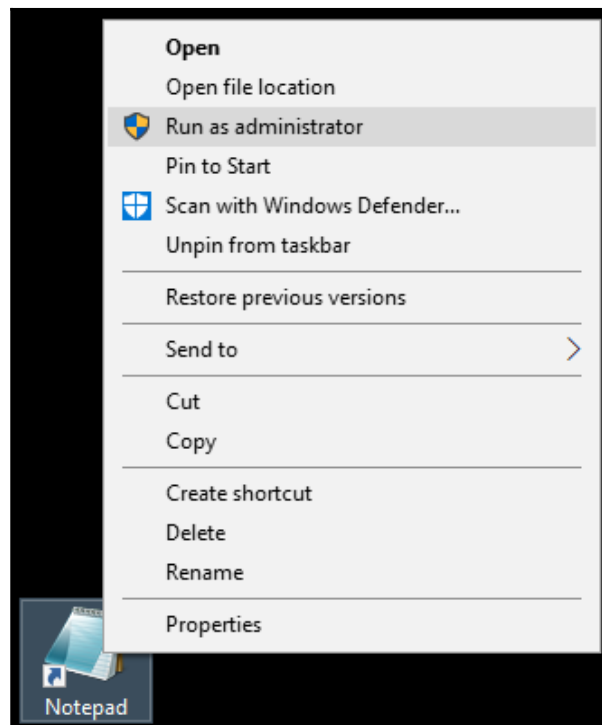 Open
Open file location
Run as administrator
Pin to Start
Scan with Windows Defender...
Unpin from taskbar
Restore previous versions
Send to
Cut
Copy
Create shortcut
Delete
Rename
Properties
Notepad